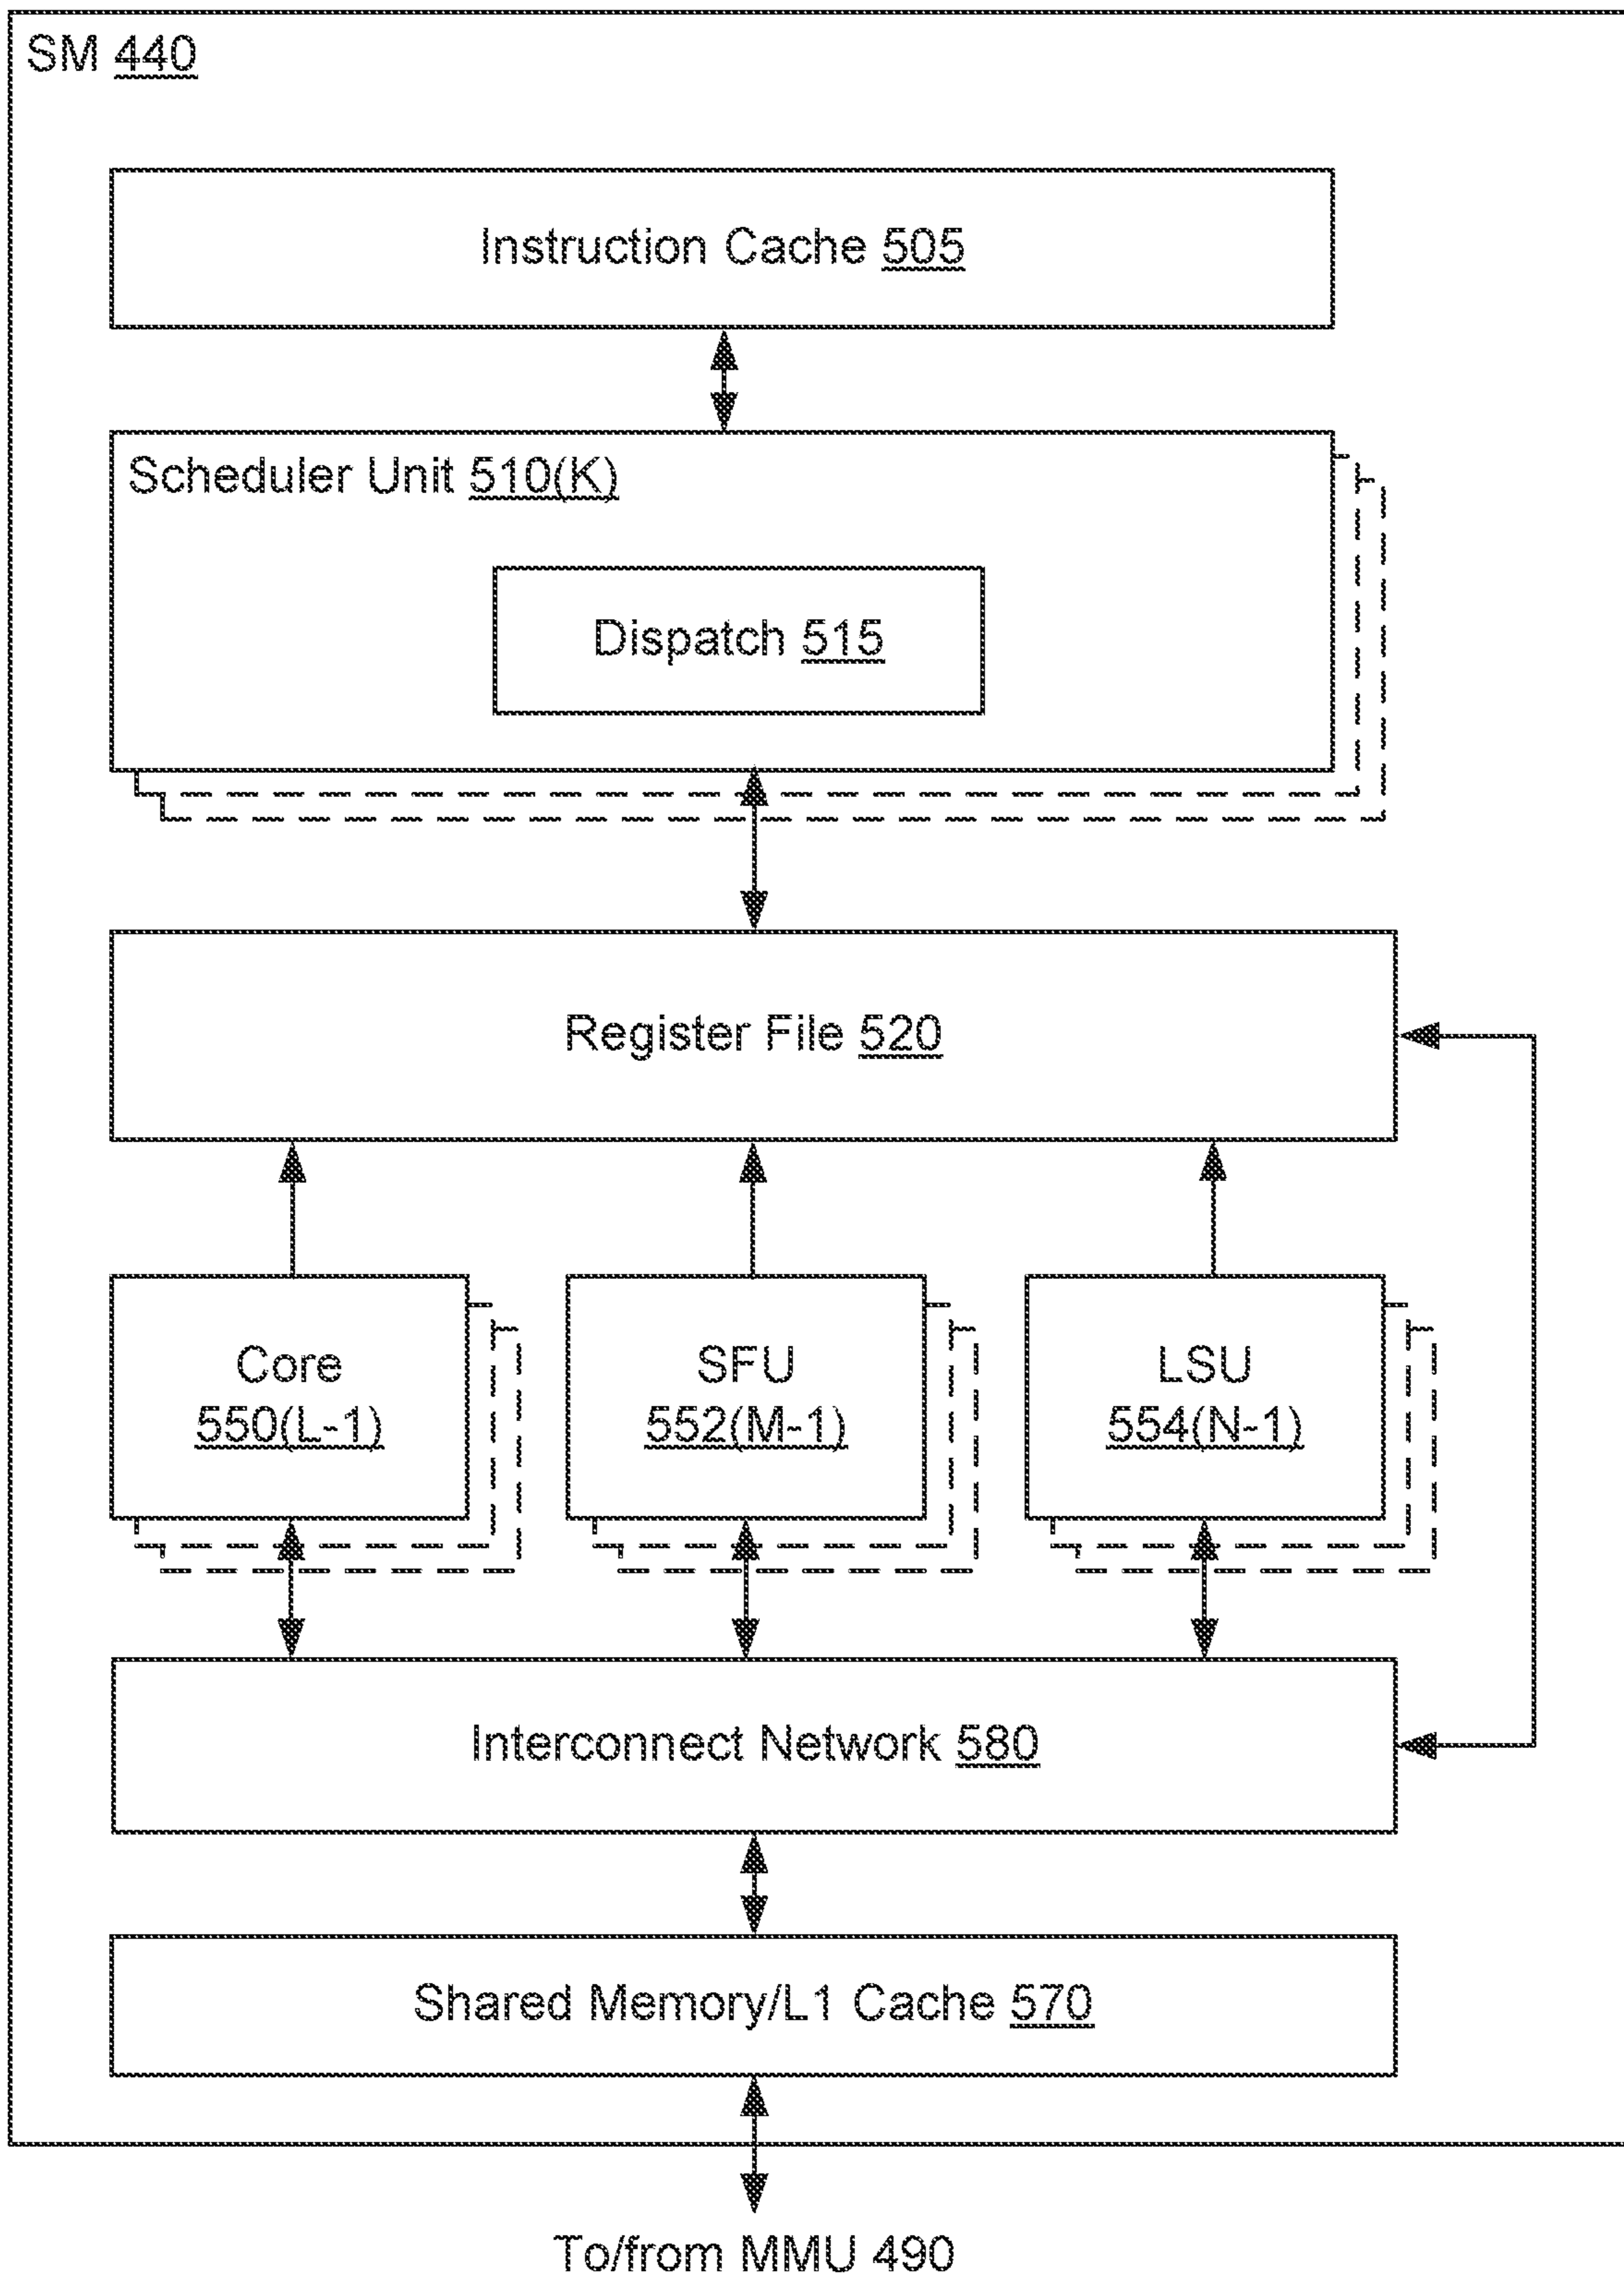 SM 440
Instruction Cache 505
Scheduler Unit 510(K)
Dispatch 515
Register File 520
Core
550(L-1)
SFU
552(M-1)
LSU
554(N-1)
Interconnect Network 580
Shared Memory/L1 Cache 570
To/from MMU 490